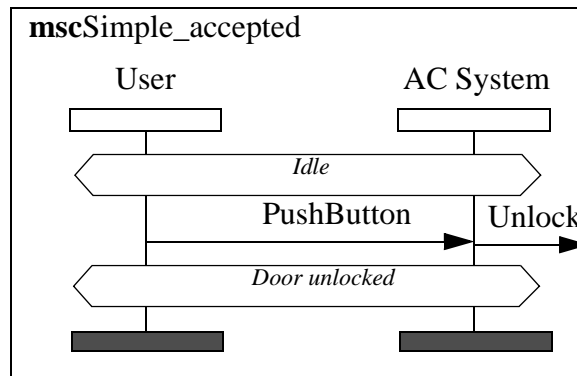 mscSimple_accepted
User AC System
Idle
PushButton Unlock
Door unlocked